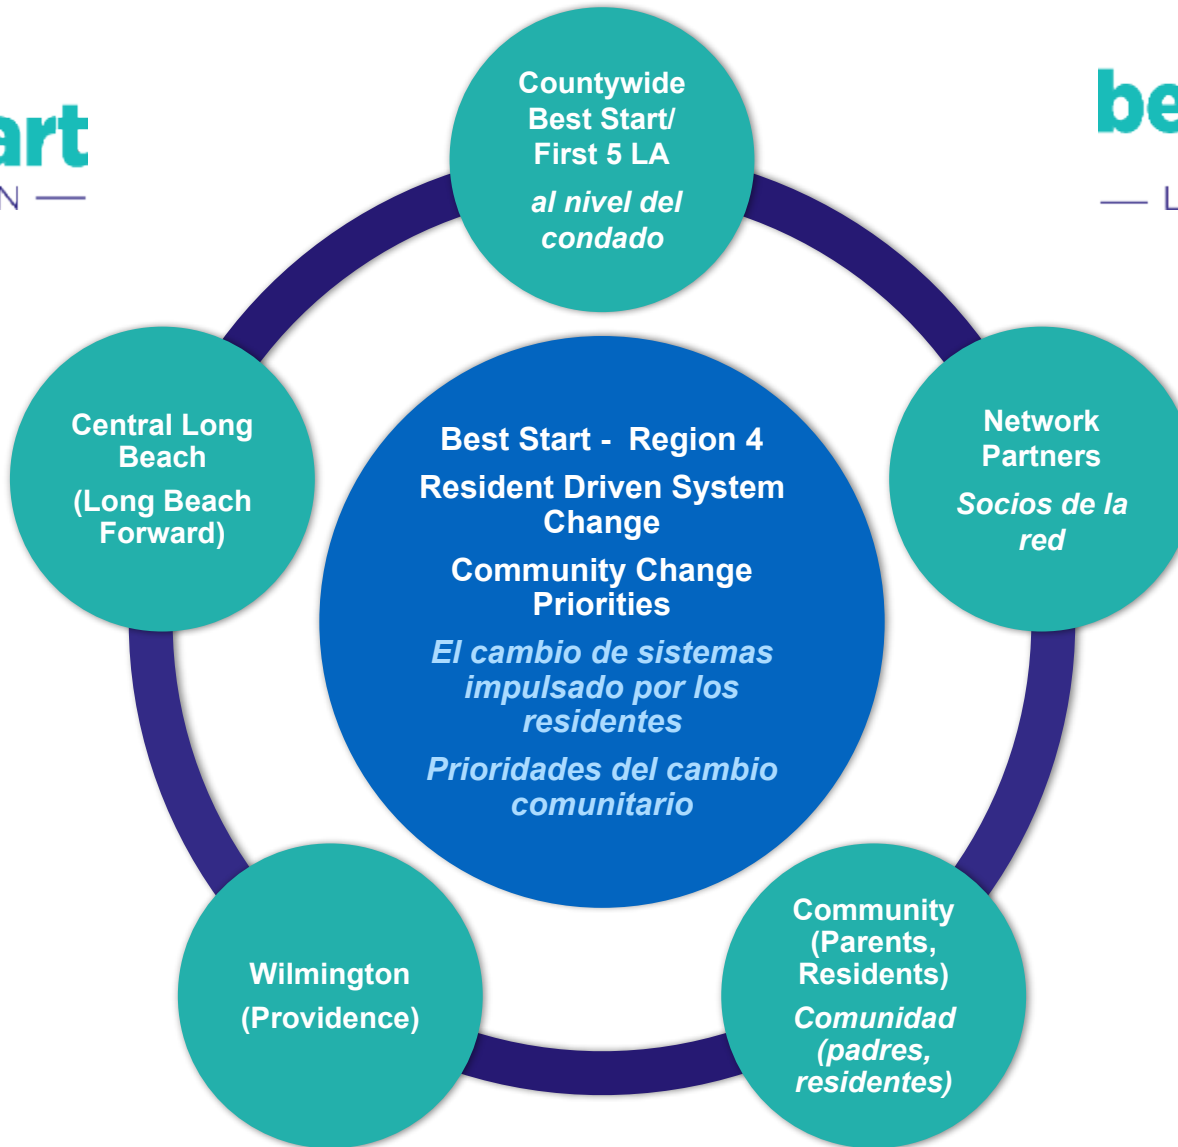 Countywide
Best Start/
First 5 LA
al nivel del
condado
art
N
be
L
Central Long
Beach
(Long Beach
Forward)
Best Start - Region 4
Resident Driven System
Change
Community Change
Priorities
El cambio de sistemas
impulsado por los
residentes
Prioridades del cambio
comunitario
Network
Partners
Socios de la
red
Wilmington
(Providence)
Community
(Parents,
Residents)
Comunidad
(padres,
residentes)